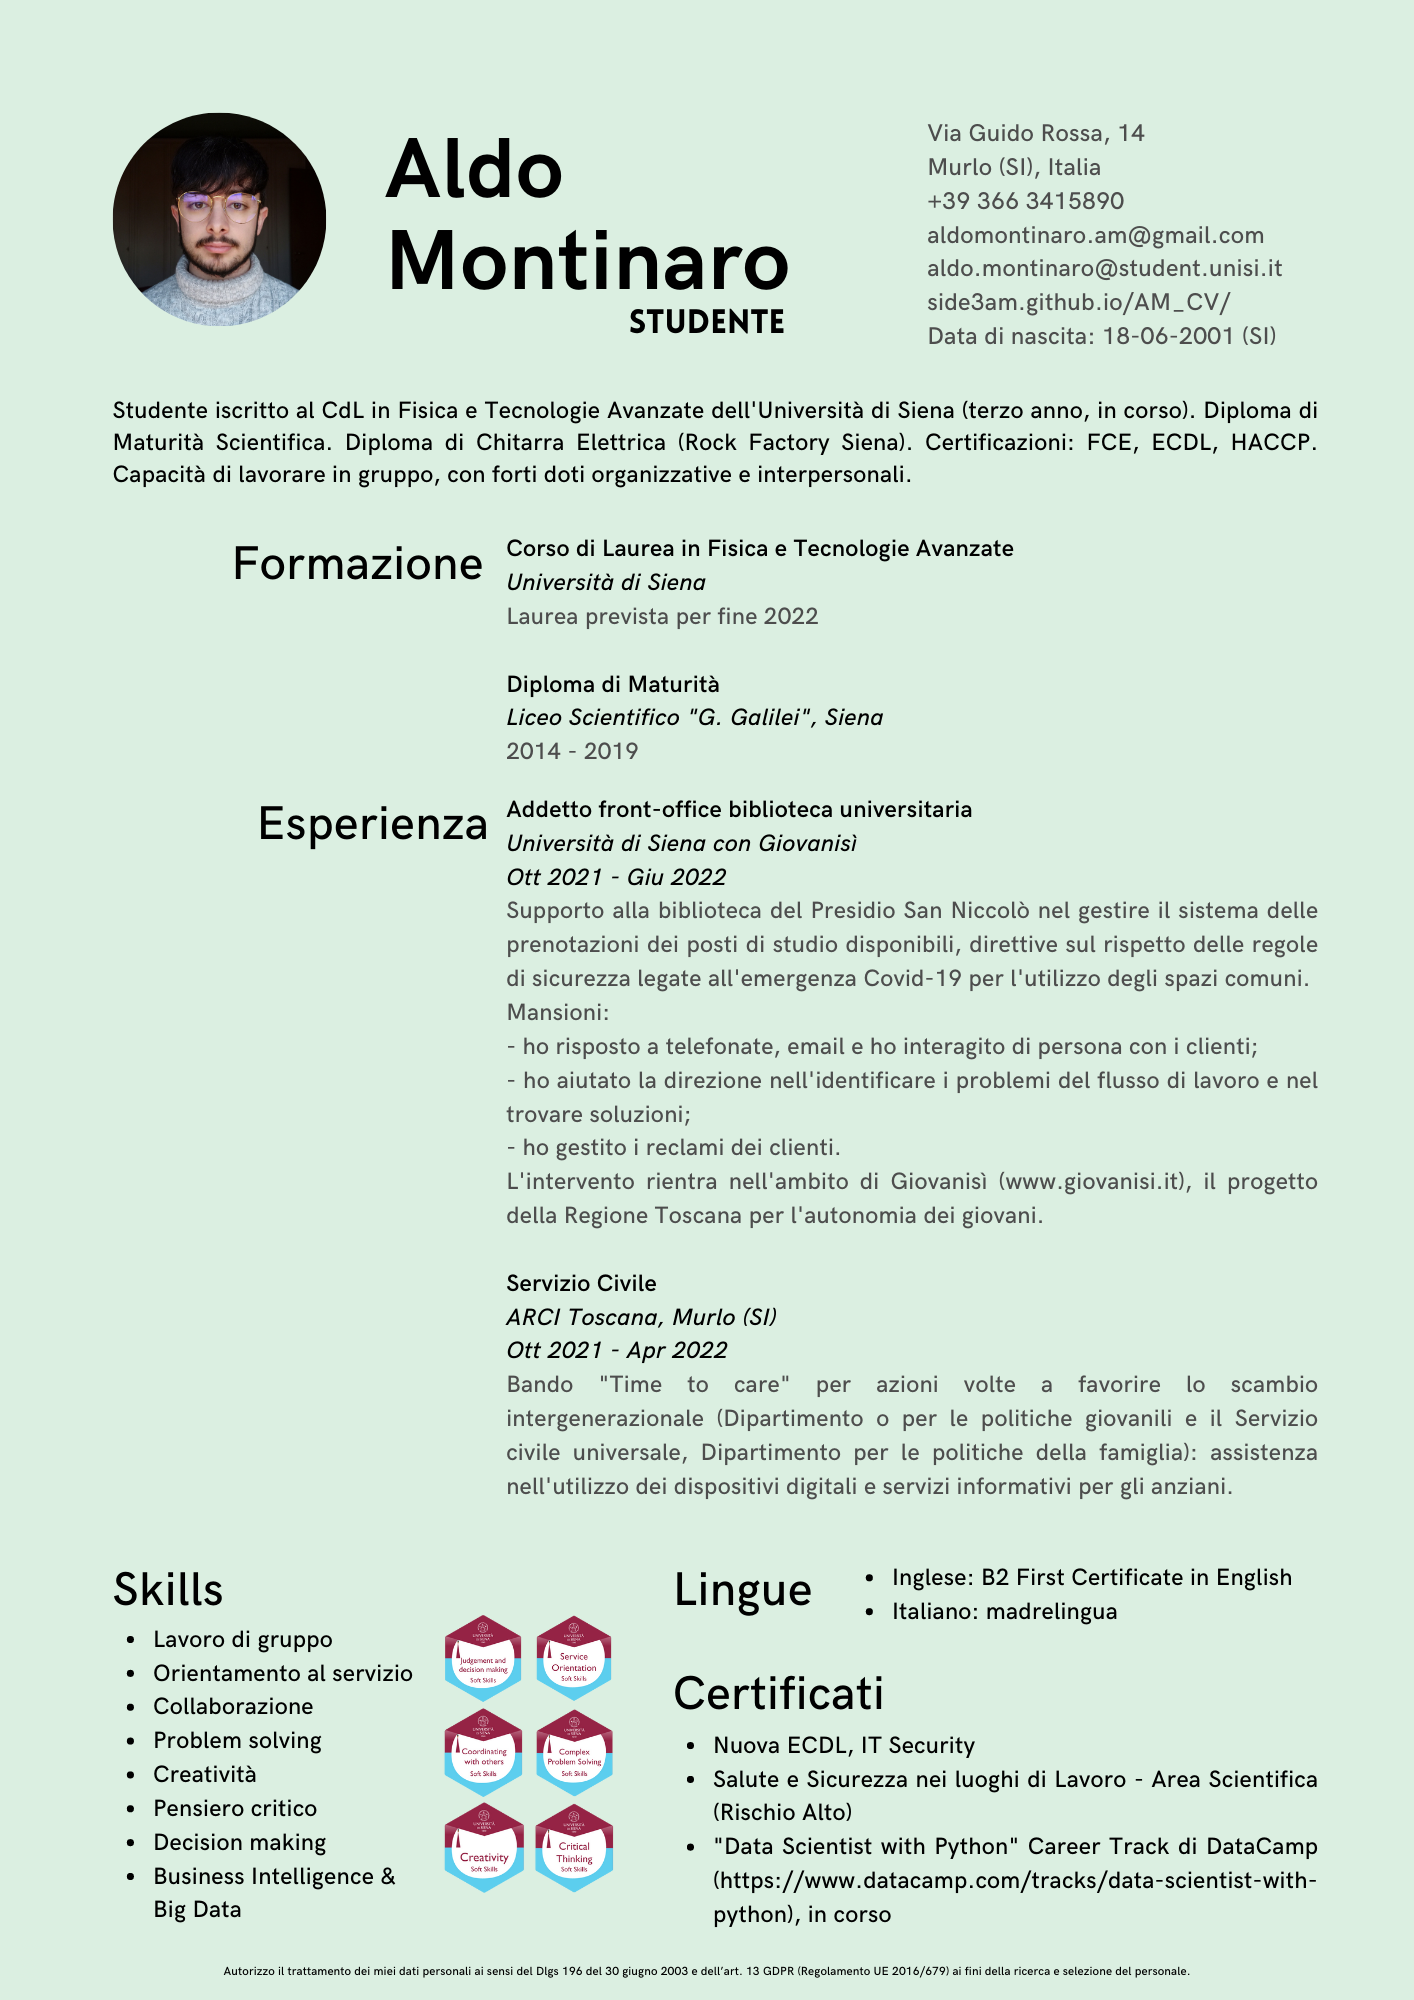 Aldo
Montinaro
STUDENTE
Via Guido Rossa, 14
Murlo (SI), Italia
+39 366 3415890
aldomontinaro.am@gmail.com
aldo.montinaro@student.unisi.it
side3am.github.io/AM_CV/
Data di nascita: 18-06-2001 (SI)
Studente iscritto al CdL in Fisica e Tecnologie Avanzate dell'Università di Siena (terzo anno, in corso). Diploma di
Maturità Scientifica. Diploma di Chitarra Elettrica (Rock Factory Siena). Certificazioni: FCE, ECDL, HACCP.
Capacità di lavorare in gruppo, con forti doti organizzative e interpersonali.
Formazione
Corso di Laurea in Fisica e Tecnologie Avanzate
Università di Siena
Laurea prevista per fine 2022
Diploma di Maturità
Liceo Scientifico "G. Galilei", Siena
2014 - 2019
Esperienza
Addetto front-office biblioteca universitaria
Università di Siena con Giovanisì
Ott 2021 - Giu 2022
Supporto alla biblioteca del Presidio San Niccolò nel gestire il sistema delle
prenotazioni dei posti di studio disponibili, direttive sul rispetto delle regole
di sicurezza legate all'emergenza Covid-19 per l'utilizzo degli spazi comuni.
Mansioni:
- ho risposto a telefonate, email e ho interagito di persona con i clienti;
- ho aiutato la direzione nell'identificare i problemi del flusso di lavoro e nel
trovare soluzioni;
- ho gestito i reclami dei clienti.
L'intervento rientra nell'ambito di Giovanisì (www.giovanisi.it), il progetto
della Regione Toscana per l'autonomia dei giovani.
Servizio Civile
ARCI Toscana, Murlo (SI)
Ott 2021 - Apr 2022
Bando "Time to care" per azioni volte a favorire lo scambio
intergenerazionale (Dipartimento o per le politiche giovanili e il Servizio
civile universale, Dipartimento per le politiche della famiglia): assistenza
nell'utilizzo dei dispositivi digitali e servizi informativi per gli anziani.
Skills
• Lavoro di gruppo
• Orientamento al servizio
• Collaborazione
• Problem solving
• Creatività
• Pensiero critico
• Decision making
• Business Intelligence &
Big Data
UNIVERSITÀ
DI SIENA
Judgement and
decision making
Soft Skills
UNIVERSITÀ
DI SIENA
Service
Orientation
Soft Skills
UNIVERSITÀ
DI SIENA
Coordinating
with others
Soft Skills
UNIVERSITÀ
DI SIENA
Complex
Problem Solving
Soft Skills
UNIVERSITÀ
DI SIENA
Creativity
Soft Skills
UNIVERSITÀ
DI SIENA
Critical
Thinking
Soft Skills
Lingue
• Inglese: B2 First Certificate in English
• Italiano: madrelingua
Certificati
• Nuova ECDL, IT Security
• Salute e Sicurezza nei luoghi di Lavoro - Area Scientifica
(Rischio Alto)
• "Data Scientist with Python" Career Track di DataCamp
(https://www.datacamp.com/tracks/data-scientist-with-
python), in corso
Autorizzo il trattamento dei miei dati personali ai sensi del Dlgs 196 del 30 giugno 2003 e dell’art. 13 GDPR (Regolamento UE 2016/679) ai fini della ricerca e selezione del personale.